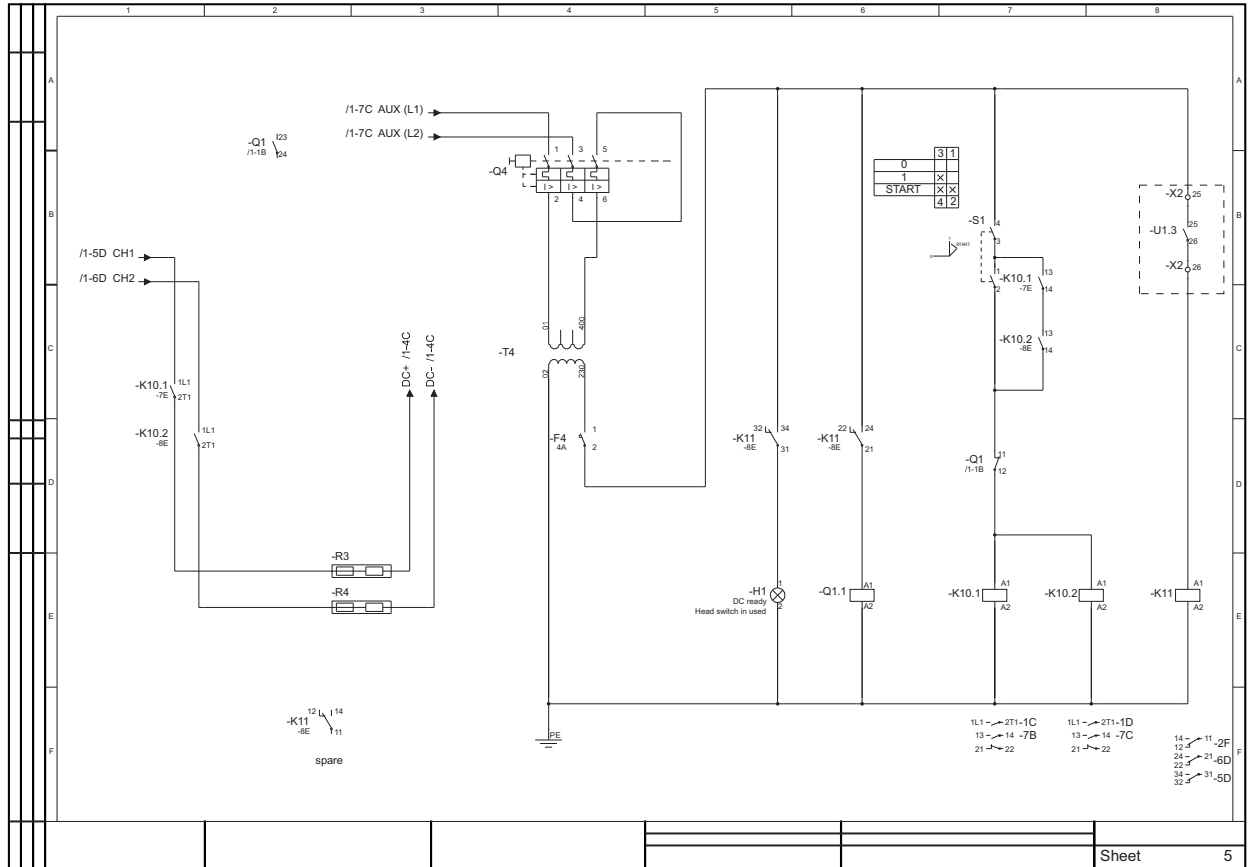 1 2 3 4 5 6 7 8
A A
/1-7C AUX (L1)
/1-7C AUX (L2)
-Q1
/1-1B
23
24
1 3 5
-Q4
I> I> I>
2 4 6
3 1
0
1 X
START X X
4 2
B B
-X2 25
-S1 4
3
1
0
START
-U1.3
25
26
-X2 26
/1-5D CH1
/1-6D CH2
1
2
-K10.1
-7E
13
14
C C
DC+ /1-4C
DC- /1-4C
01 400
-T4
02 230
-K10.2
-8E
13
14
-K10.1
-7E
1L1
2T1
-K10.2
-8E
1L1
2T1
-F4
4A
1
2
-K11
-8E
32 34
31
-K11
-8E
22 24
21
-Q1
/1-1B
11
12
D D
-R3
-R4
E E
-H1
DC ready
Head switch in used
1
2
-Q1.1
A1
A2
-K10.1
A1
A2
-K10.2
A1
A2
-K11
A1
A2
-K11
-8E
12 14
11
spare
PE
F F
1L1 2T1-1C
13 14 -7B
21 22
1L1 2T1-1D
13 14 -7C
21 22
14 11 -2F
12
24 21 -6D
22
34 31 -5D
32
Sheet 5